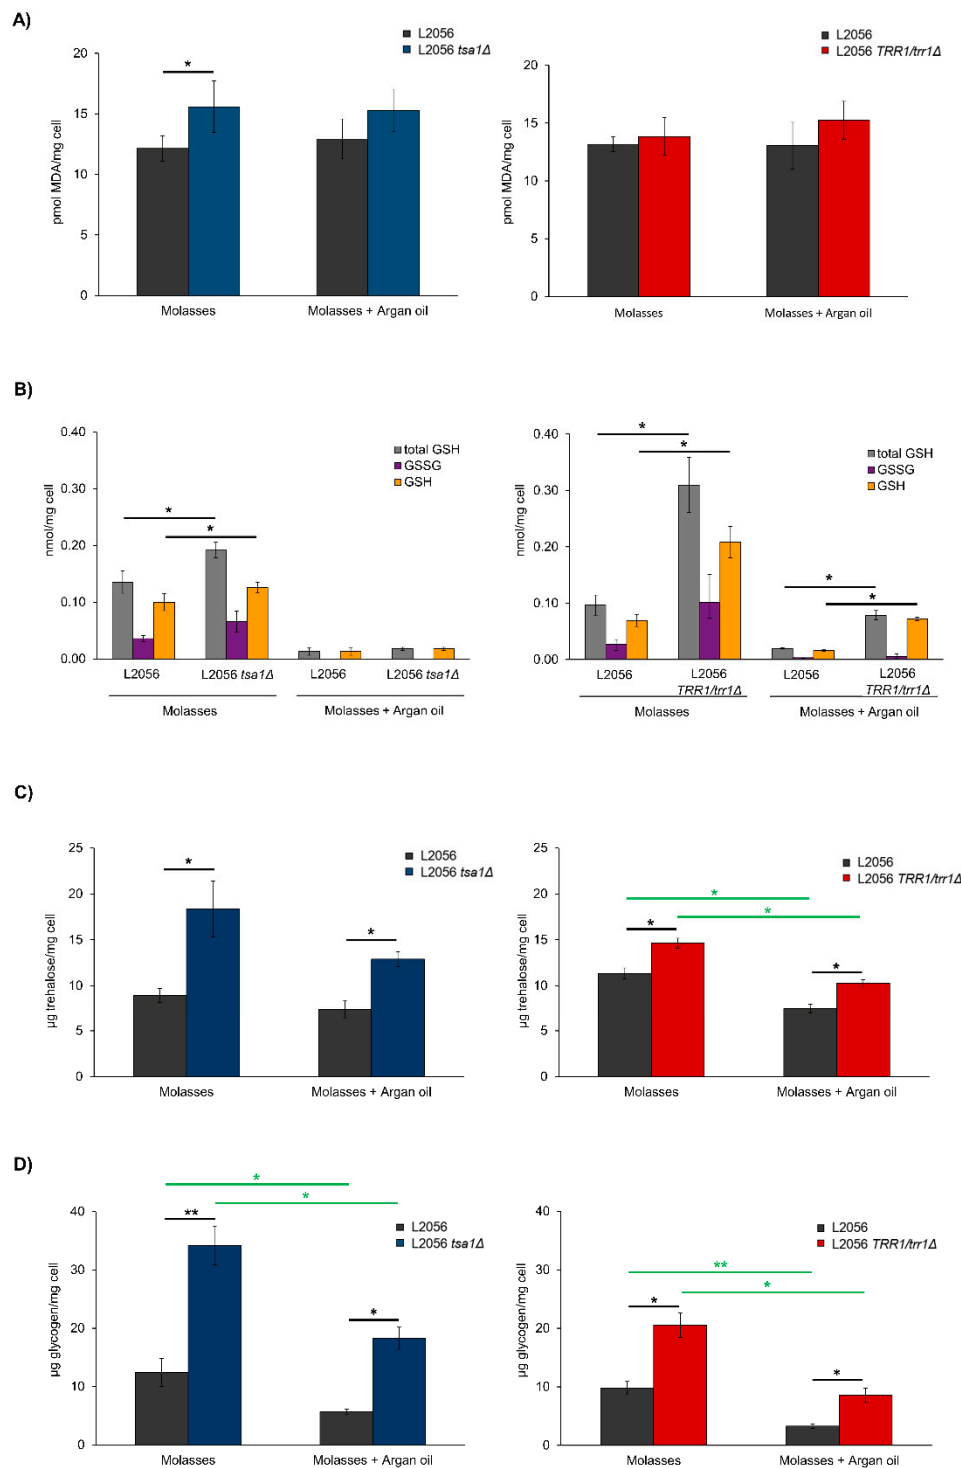 A)
L2056
L2056 tsa1Δ
pmol MDA/mg cell
20
15
10
5
0
*
Molasses
Molasses + Argan oil
L2056
L2056 TRR1/trr1Δ
pmol MDA/mg cell
20
15
10
5
0
Molasses
Molasses + Argan oil
B)
nmol/mg cell
0.40
0.30
0.20
0.10
0.00
total GSH
GSSG
GSH
*
*
L2056
L2056 tsa1Δ
L2056
L2056 tsa1Δ
Molasses
Molasses + Argan oil
nmol/mg cell
0.40
0.30
0.20
0.10
0.00
total GSH
GSSG
GSH
*
*
*
*
L2056
L2056
TRR1/trr1Δ
L2056
L2056
TRR1/trr1Δ
Molasses
Molasses + Argan oil
C)
µg trehalose/mg cell
25
20
15
10
5
0
L2056
L2056 tsa1Δ
*
*
Molasses
Molasses + Argan oil
µg trehalose/mg cell
25
20
15
10
5
0
L2056
L2056 TRR1/trr1Δ
*
*
*
*
Molasses
Molasses + Argan oil
D)
µg glycogen/mg cell
40
30
20
10
0
L2056
L2056 tsa1Δ
*
*
**
*
Molasses
Molasses + Argan oil
µg glycogen/mg cell
40
30
20
10
0
L2056
L2056 TRR1/trr1Δ
**
*
*
*
Molasses
Molasses + Argan oil